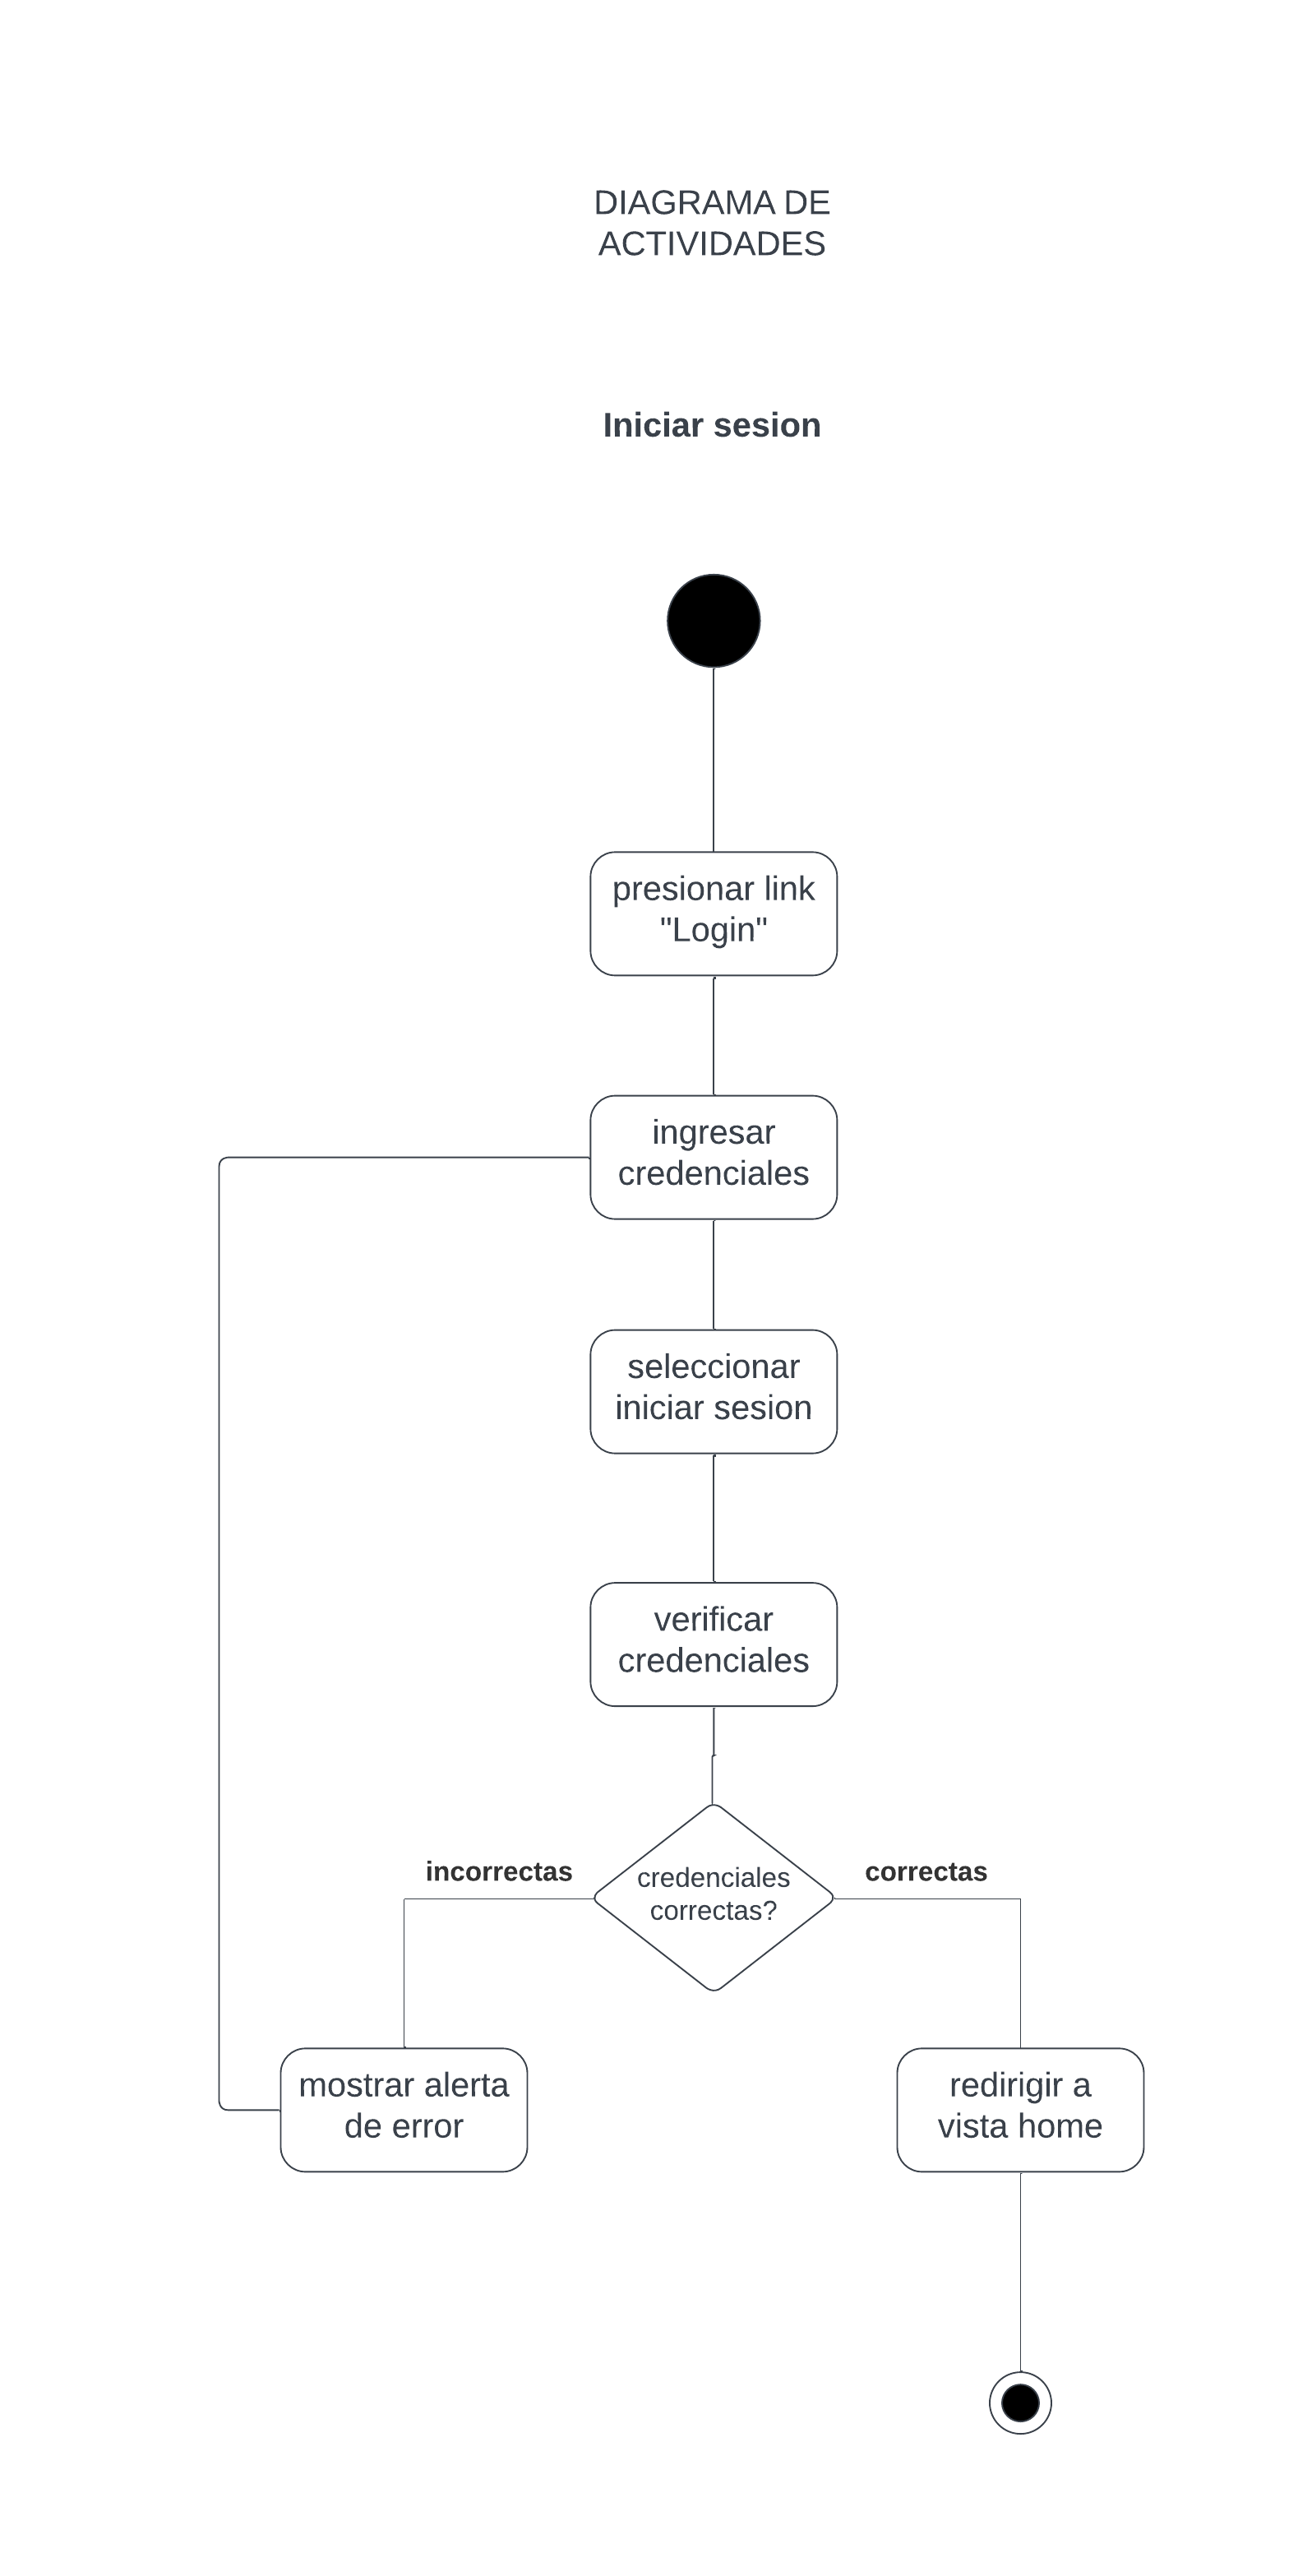 DIAGRAMA DE
ACTIVIDADES
Iniciar sesion
presionar link
"Login"
ingresar
credenciales
seleccionar
iniciar sesion
verificar
credenciales
incorrectas
credenciales
correctas?
correctas
mostrar alerta
de error
redirigir a
vista home